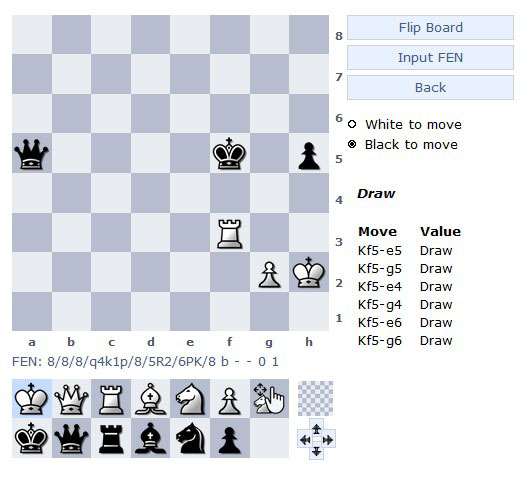 8
7
6
5
4
3
2
1
a b c d e f g h
FEN: 8/8/8/q4k1p/8/5R2/6PK/8 b - - 0 1
Flip Board
Input FEN
Back
White to move
Black to move
Draw
Move Value
Kf5-e5 Draw
Kf5-g5 Draw
Kf5-e4 Draw
Kf5-g4 Draw
Kf5-e6 Draw
Kf5-g6 Draw